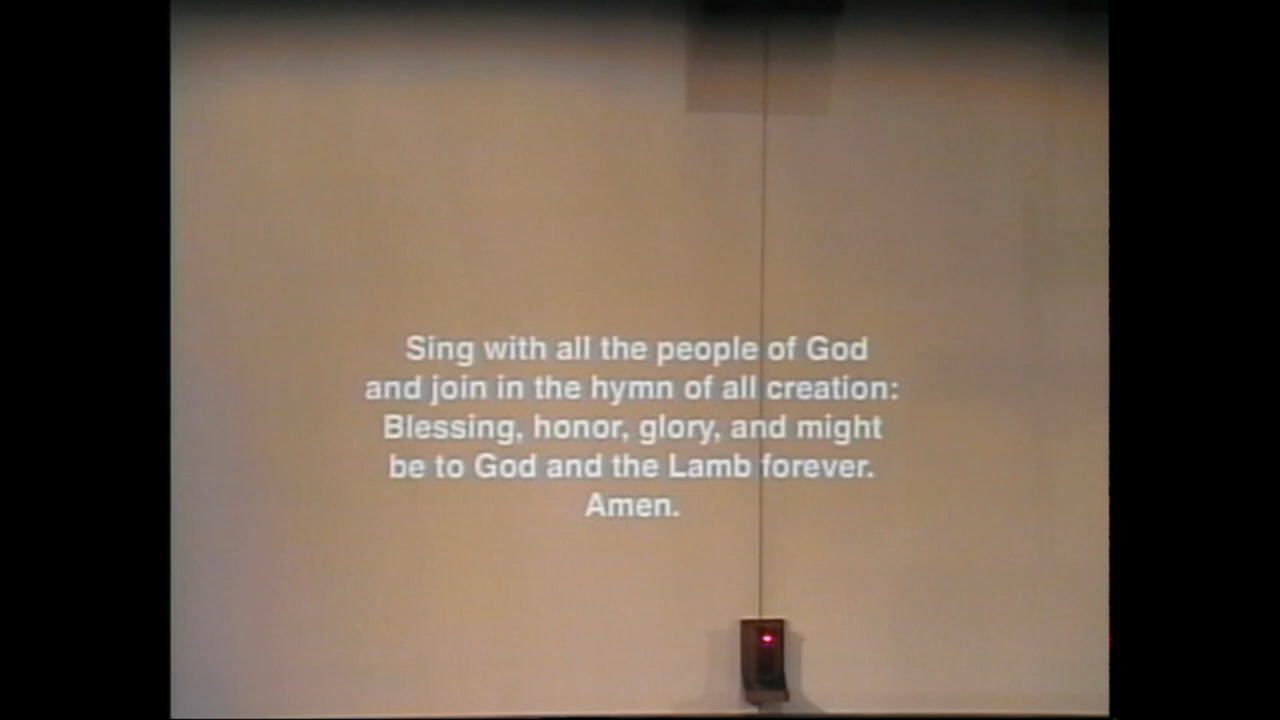 Sing with all the people of God
and join in the hymn of all creation:
Blessing, honor, glory, and might
be to God and the Lamb forever.
Amen.